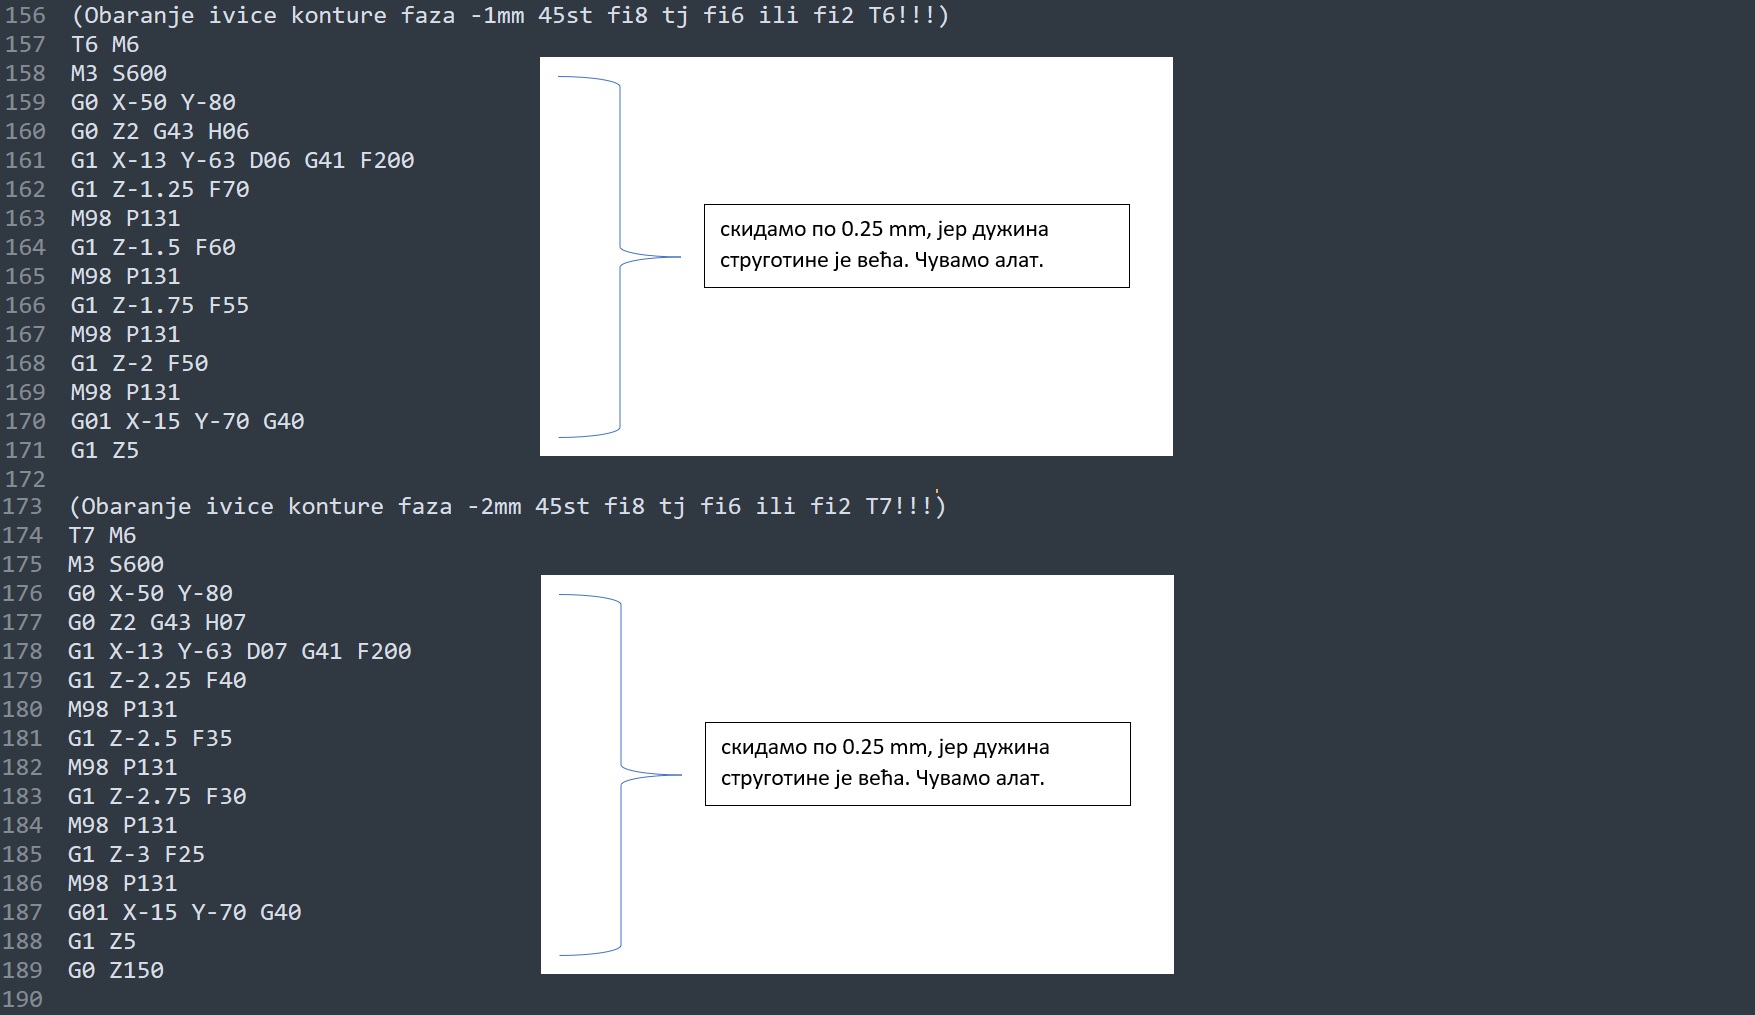 156 (Obaranje ivice konture faza -1mm 45st fi8 tj fi6 ili fi2 T6!!!)
157 T6 M6
158 M3 S600
159 G0 X-50 Y-80
160 G0 Z2 G43 H06
161 G1 X-13 Y-63 D06 G41 F200
162 G1 Z-1.25 F70
163 M98 P131
164 G1 Z-1.5 F60
165 M98 P131
166 G1 Z-1.75 F55
167 M98 P131
168 G1 Z-2 F50
169 M98 P131
170 G01 X-15 Y-70 G40
171 G1 Z5
172
скидамо по 0.25 mm, јер дужина
струготине је већа. Чувамо алат.
173 (Obaranje ivice konture faza -2mm 45st fi8 tj fi6 ili fi2 T7!!!)
174 T7 M6
175 M3 S600
176 G0 X-50 Y-80
177 G0 Z2 G43 H07
178 G1 X-13 Y-63 D07 G41 F200
179 G1 Z-2.25 F40
180 M98 P131
181 G1 Z-2.5 F35
182 M98 P131
183 G1 Z-2.75 F30
184 M98 P131
185 G1 Z-3 F25
186 M98 P131
187 G01 X-15 Y-70 G40
188 G1 Z5
189 G0 Z150
190
скидамо по 0.25 mm, јер дужина
струготине је већа. Чувамо алат.